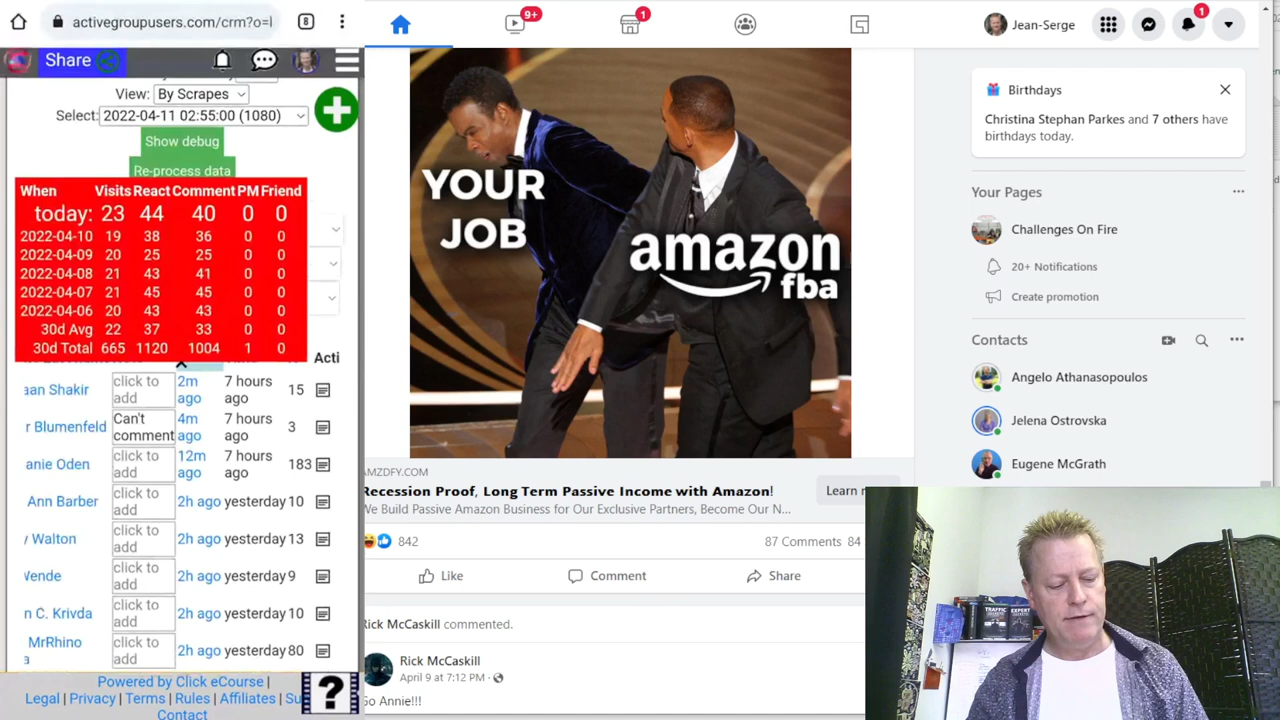 activegroupusers.com/crm?o=l
8
Share
View: By Scrapes
Select: 2022-04-11 02:55:00 (1080)
Show debug
Re-process data
When Visits React Comment PM Friend
today: 23 44 40 0 0
2022-04-10 19 38 36 0 0
2022-04-09 20 25 25 0 0
2022-04-08 21 43 41 0 0
2022-04-07 21 45 45 0 0
2022-04-06 20 43 43 0 0
30d Avg 22 37 33 0 0
30d Total 665 1120 1004 1 0
Acti
aan Shakir click to add 2m ago 7 hours ago 15
r Blumenfeld Can't comment 4m ago 7 hours ago 3
anie Oden click to add 12m ago 7 hours ago 183
Ann Barber click to add 2h ago yesterday 10
Walton click to add 2h ago yesterday 13
Wende click to add 2h ago yesterday 9
n C. Krivda click to add 2h ago yesterday 10
MrRhino click to add 2h ago yesterday 80
Powered by Click eCourse |
Legal | Privacy | Terms | Rules | Affiliates | Su
Contact
?
9+
1
Jean-Serge
1
YOUR
JOB
amazon
fba
AMZDFY.COM
Recession Proof, Long Term Passive Income with Amazon!
We Build Passive Amazon Business for Our Exclusive Partners, Become Our N...
Learn
842
87 Comments 84
Like
Comment
Share
Rick McCaskill commented.
Rick McCaskill
April 9 at 7:12 PM
Go Annie!!!
Birthdays
Christina Stephan Parkes and 7 others have
birthdays today.
Your Pages
Challenges On Fire
20+ Notifications
Create promotion
Contacts
Angelo Athanasopoulos
Jelena Ostrovska
Eugene McGrath
TRAFFIC
EXPERT